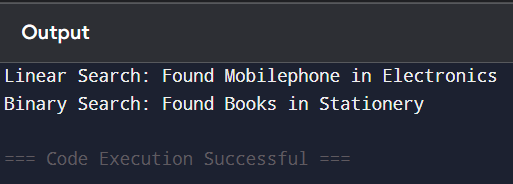 Output
Linear Search: Found Mobilephone in Electronics
Binary Search: Found Books in Stationery
=== Code Execution Successful ===